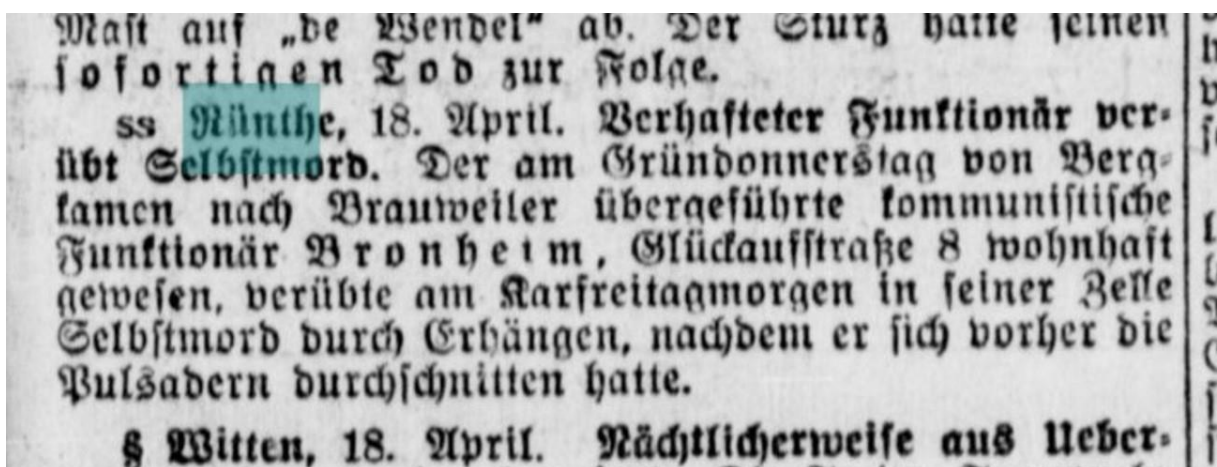 Mast auf „de Wendel“ ab. Der Sturz hatte seinen
sofortigen Tod zur Folge.
ss Rünthe, 18. April. Verhafteter Funktionär ver-
übt Selbstmord. Der am Gründonnerstag von Berg-
kamen nach Brauweiler übergeführte kommunistische
Funktionär Bronheim, Glückaufstraße 8 wohnhaft
gewesen, verübte am Karfreitagmorgen in seiner Zelle
Selbstmord durch Erhängen, nachdem er sich vorher die
Pulsadern durchschnitten hatte.
§ Witten, 18. April. Nächtlicherweise aus Ueber-